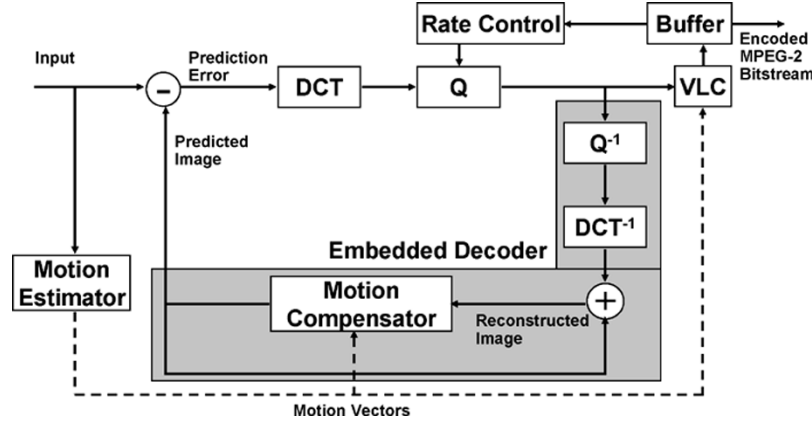 Rate Control
Buffer
Encoded
MPEG-2
Bitstream
Input
Prediction
Error
-
DCT
Q
VLC
Predicted
Image
Q-1
DCT-1
Embedded Decoder
Motion
Estimator
Motion
Compensator
Reconstructed
Image
+
Motion Vectors